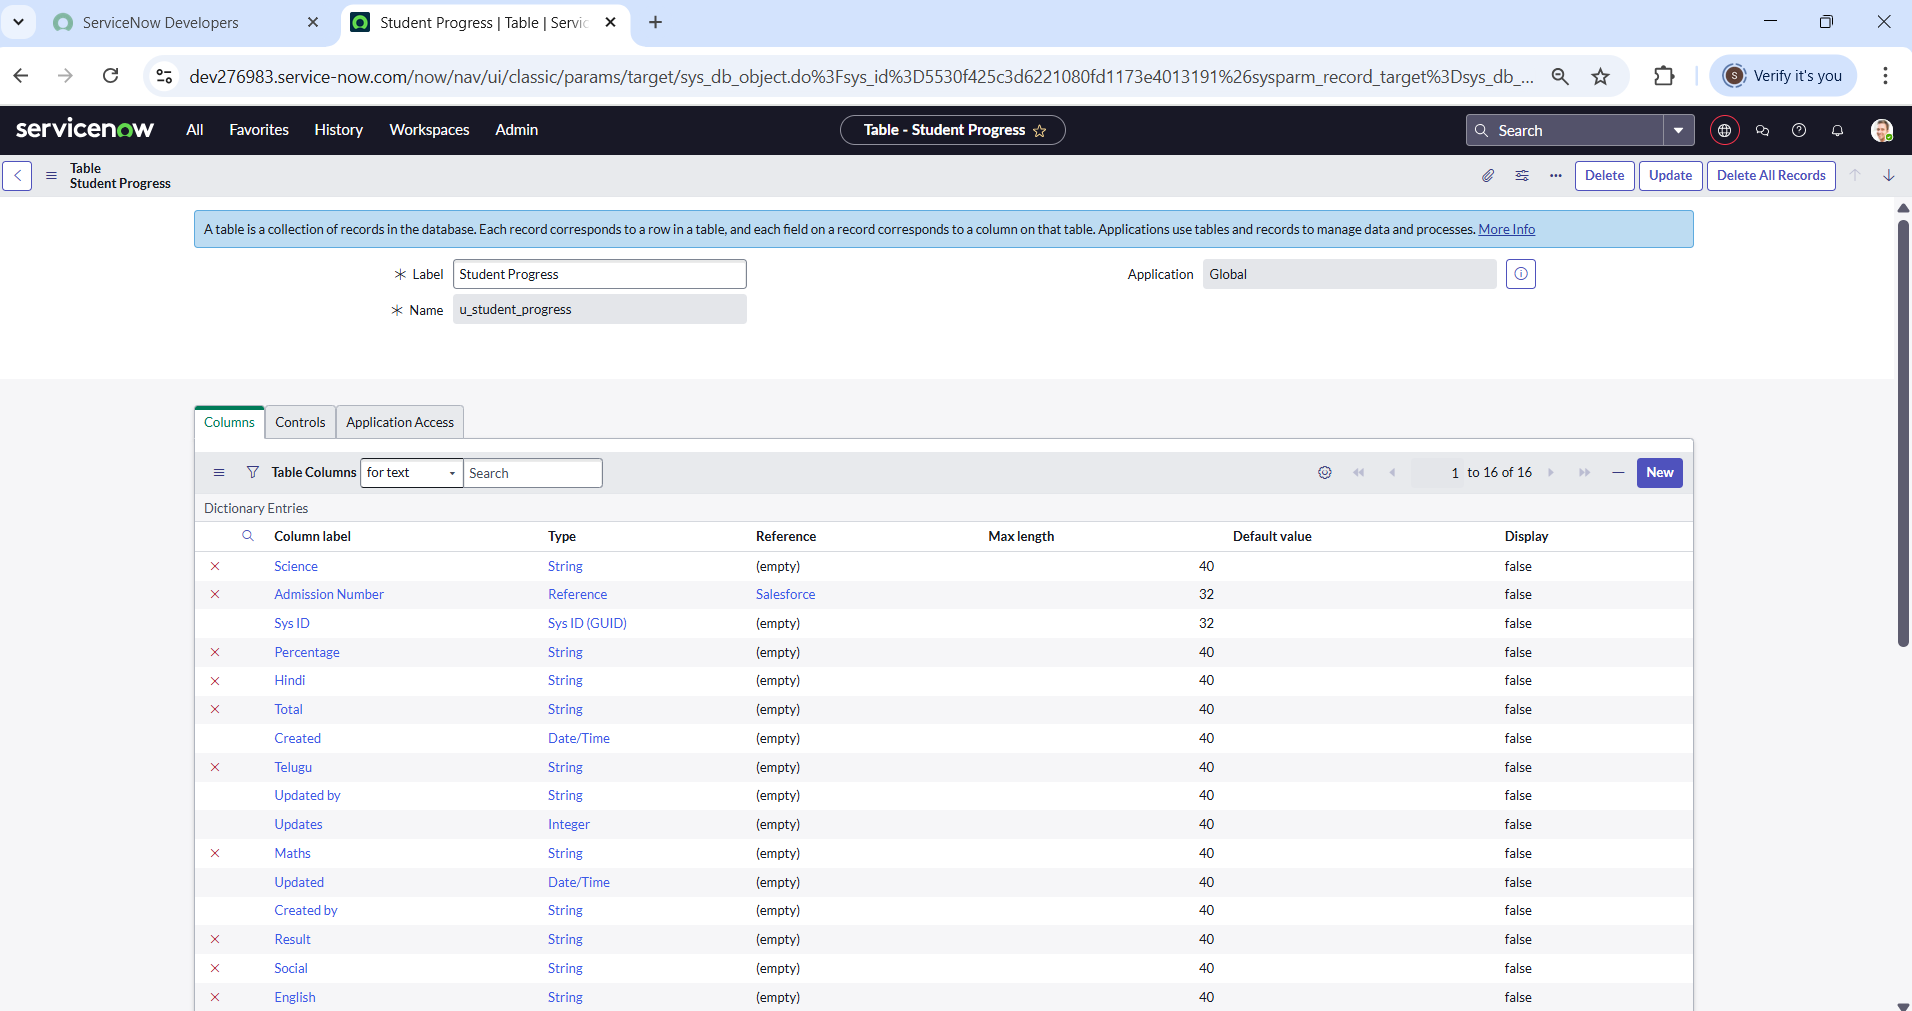 ServiceNow Developers
Student Progress | Table | Servic
dev276983.service-now.com/now/nav/ui/classic/params/target/sys_db_object.do%3Fsys_id%3D5530f425c3d6221080fd1173e4013191%26sysparm_record_target%3Dsys_db_...
S Verify it's you
servicenow All Favorites History Workspaces Admin Table - Student Progress Search
Table
Student Progress
Delete Update Delete All Records
A table is a collection of records in the database. Each record corresponds to a row in a table, and each field on a record corresponds to a column on that table. Applications use tables and records to manage data and processes. More Info
Label Student Progress Application Global
Name u_student_progress
Columns Controls Application Access
Table Columns for text Search 1 to 16 of 16 New
Dictionary Entries
Column label Type Reference Max length Default value Display
Science String (empty) 40 false
Admission Number Reference Salesforce 32 false
Sys ID Sys ID (GUID) (empty) 32 false
Percentage String (empty) 40 false
Hindi String (empty) 40 false
Total String (empty) 40 false
Created Date/Time (empty) 40 false
Telugu String (empty) 40 false
Updated by String (empty) 40 false
Updates Integer (empty) 40 false
Maths String (empty) 40 false
Updated Date/Time (empty) 40 false
Created by String (empty) 40 false
Result String (empty) 40 false
Social String (empty) 40 false
English String (empty) 40 false